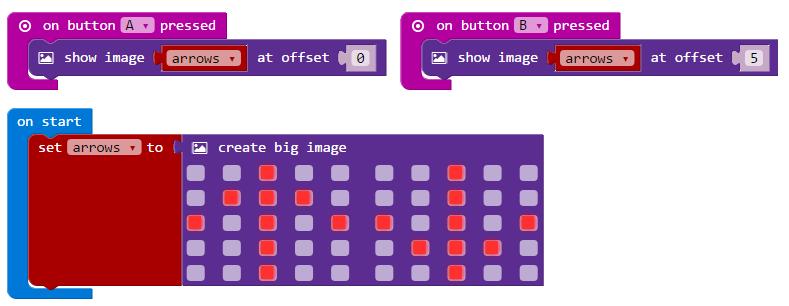 on button A ▾ pressed
show image arrows ▾ at offset 0
on button B ▾ pressed
show image arrows ▾ at offset 5
on start
set arrows ▾ to create big image